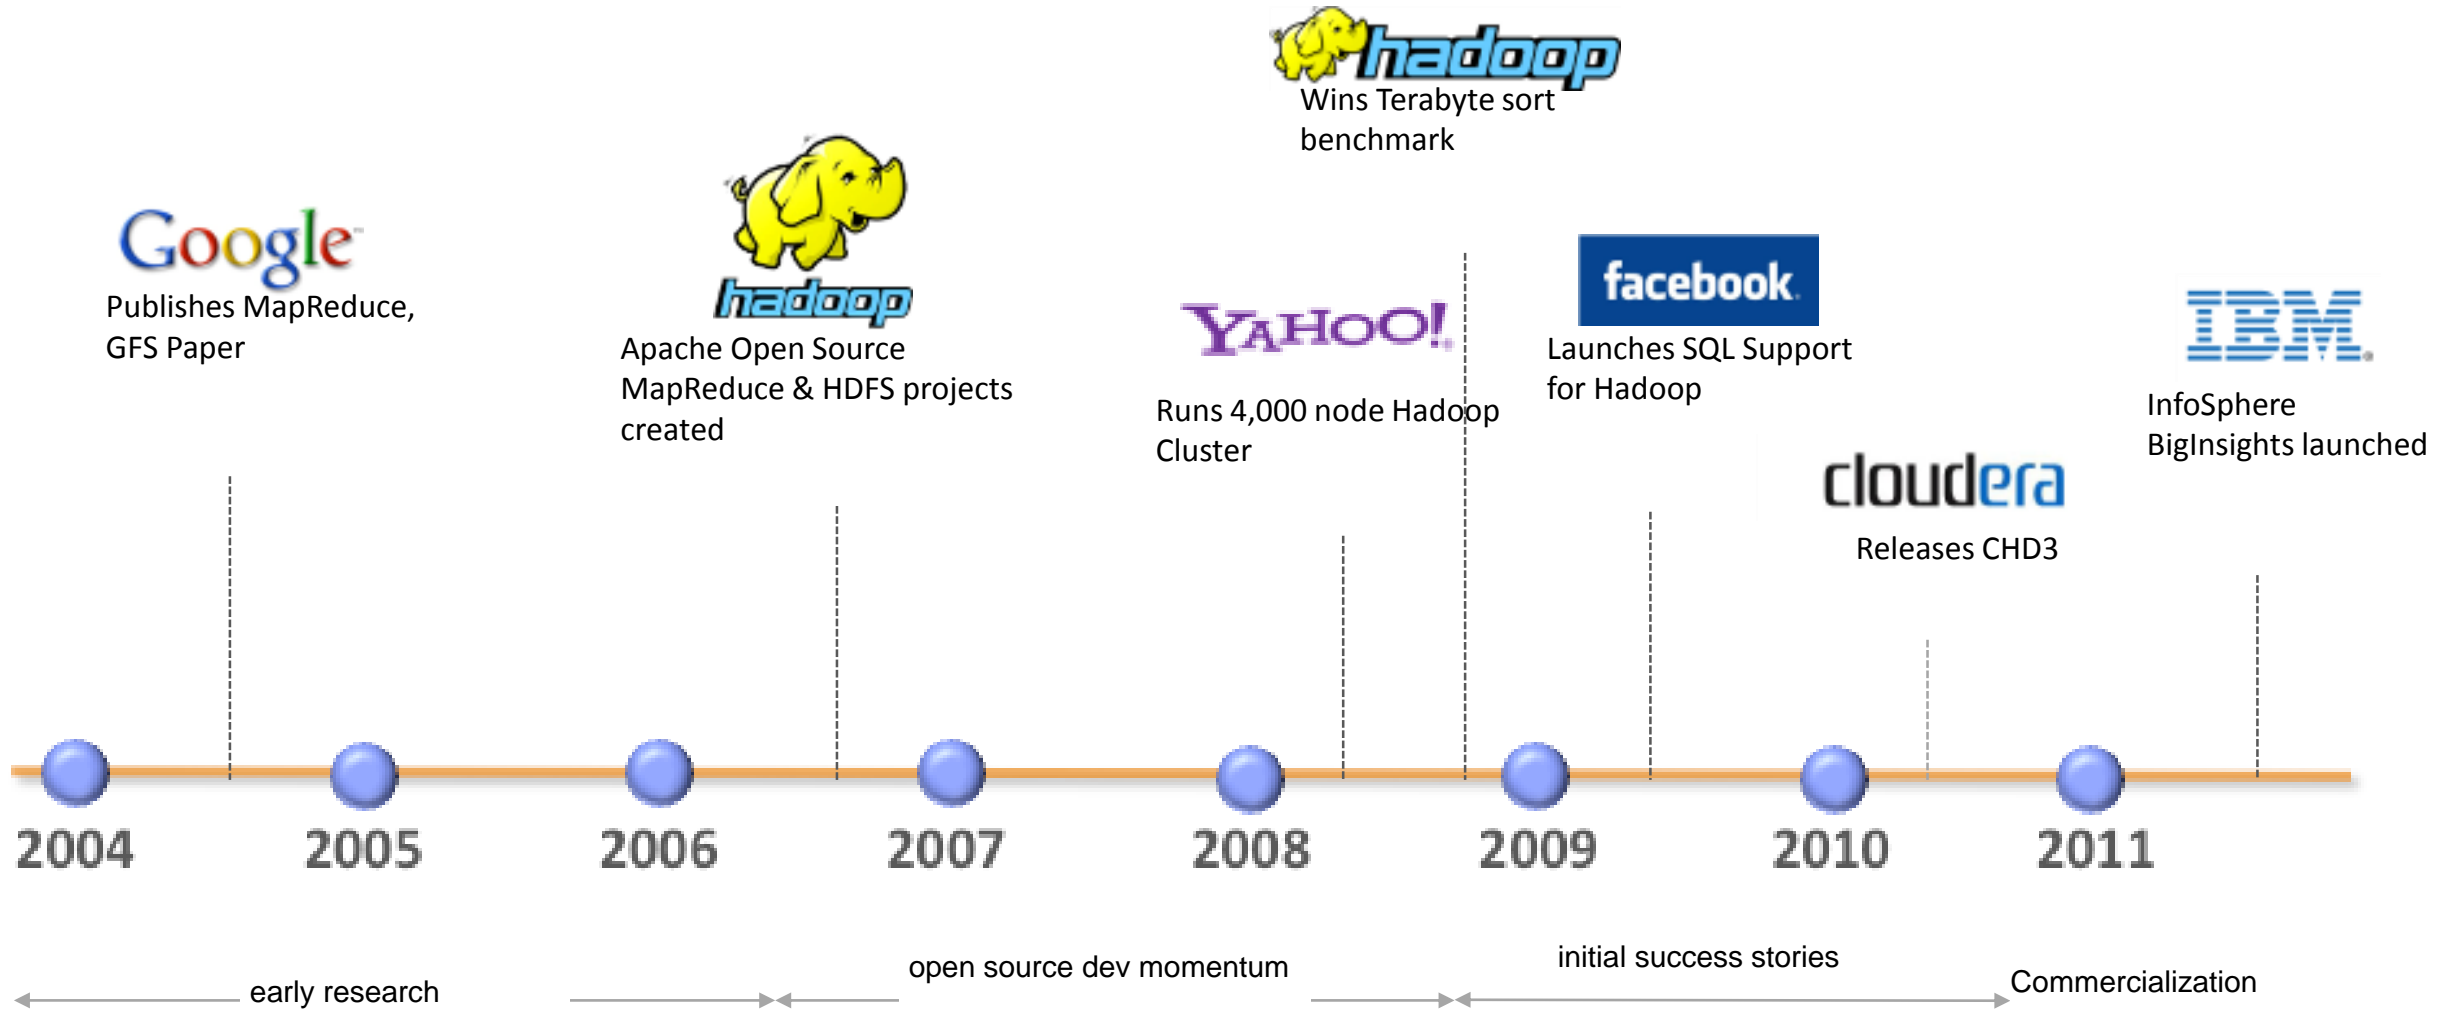 hadoop
Wins Terabyte sort
benchmark
Google™
Publishes MapReduce,
GFS Paper
hadoop
Apache Open Source
MapReduce & HDFS projects
created
YAHOO!
Runs 4,000 node Hadoop
Cluster
facebook
Launches SQL Support
for Hadoop
cloudera
Releases CHD3
IBM
InfoSphere
BigInsights launched
2004
2005
2006
2007
2008
2009
2010
2011
early research
open source dev momentum
initial success stories
Commercialization